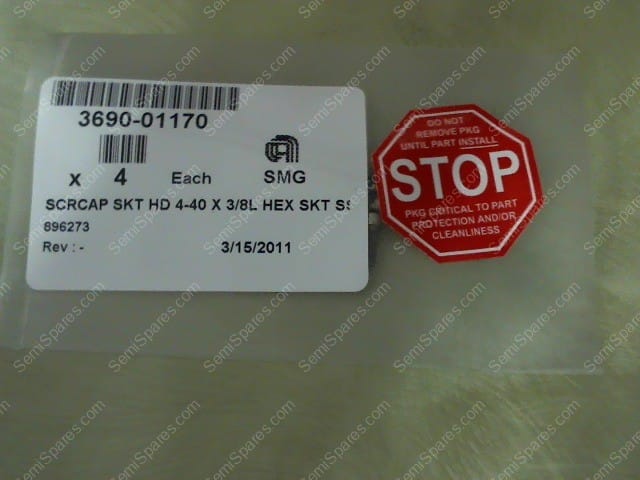 3690-01170
x 4 Each SMG
SCRCAP SKT HD 4-40 X 3/8L HEX SKT SS
896273
Rev : - 3/15/2011
DO NOT
REMOVE PKG
UNTIL PART INSTALL
STOP
PKG CRITICAL TO PART
PROTECTION AND/OR
CLEANLINESS
SemiSpares.com